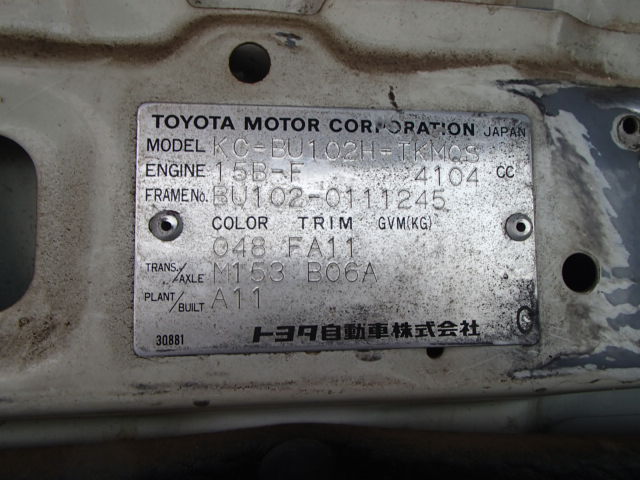 TOYOTA MOTOR CORPORATION JAPAN
MODEL KC-BU102H-TKMQS
ENGINE 15B-F 4104 CC
FRAME No. BU102-0111245
COLOR TRIM GVM(KG)
048 FA11
TRANS./AXLE M153 B06A
PLANT/BUILT A11
30881 トヨタ自動車株式会社 C